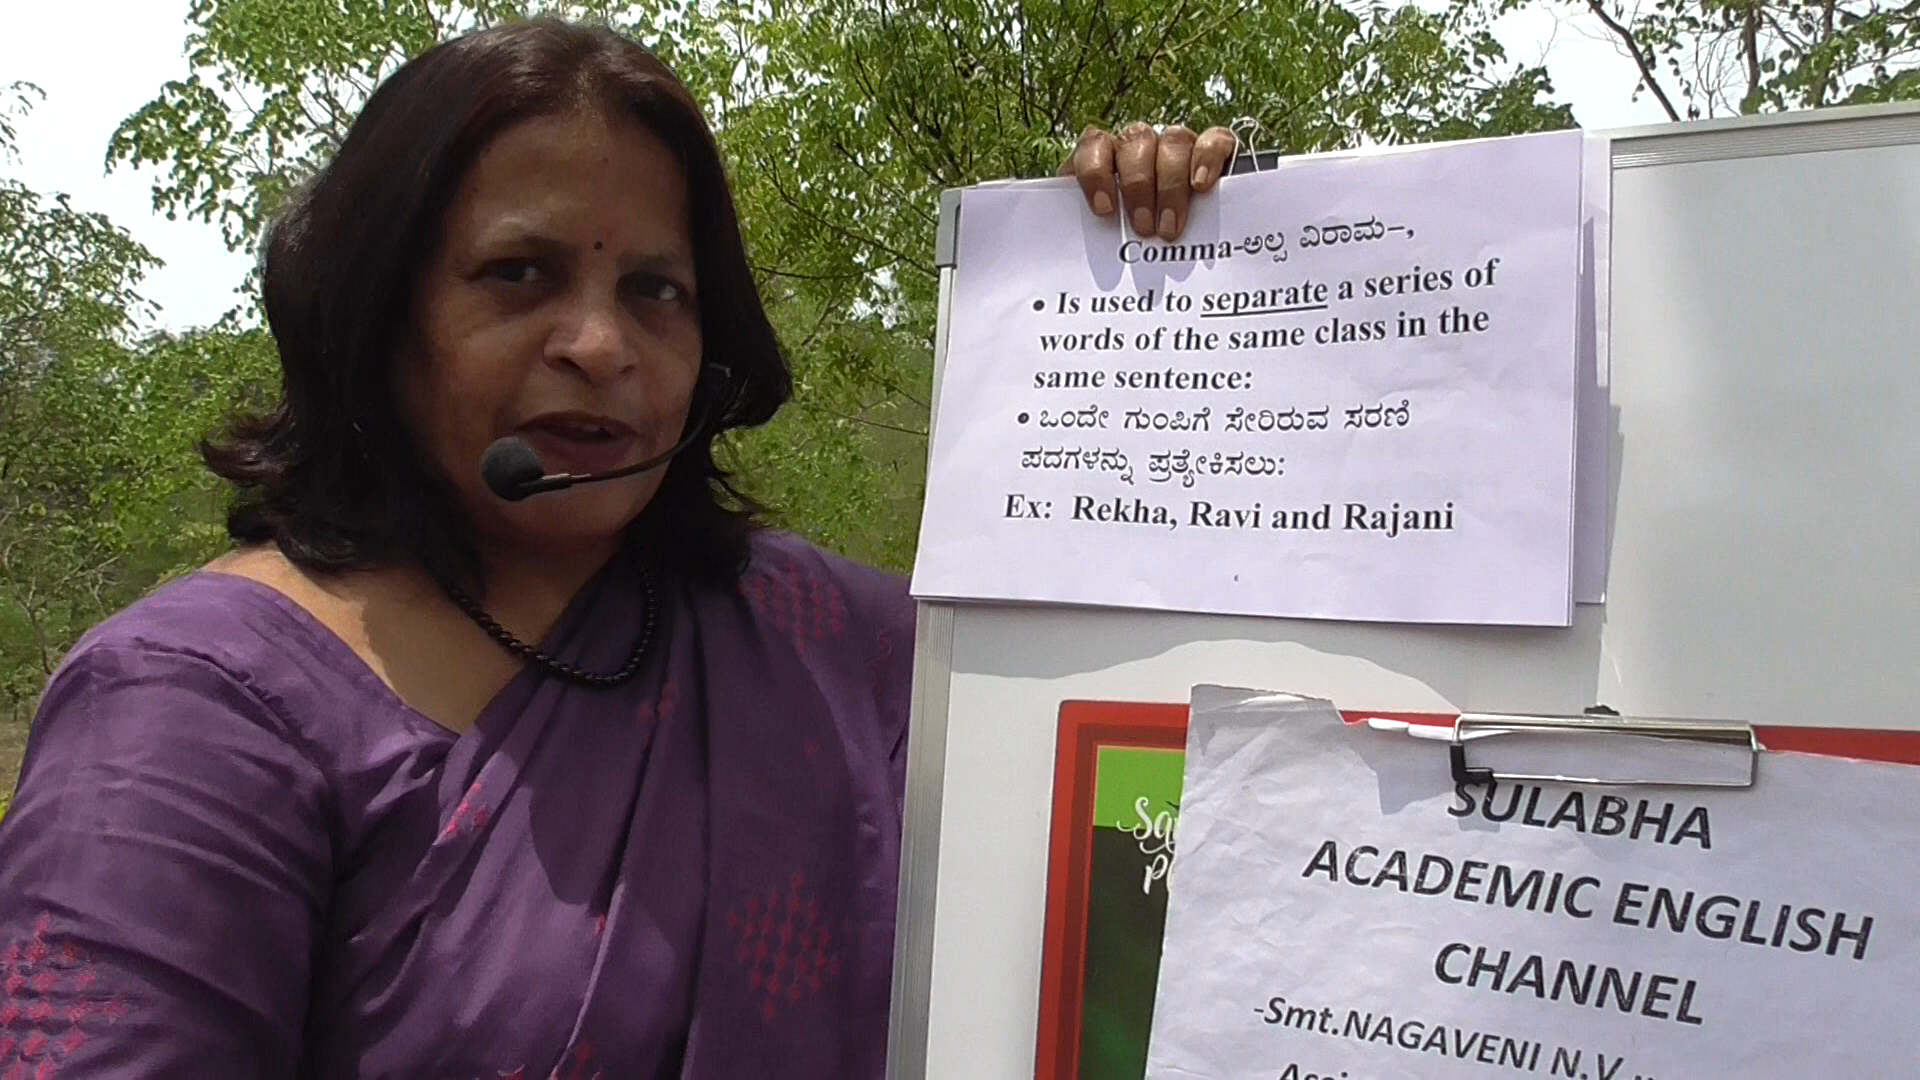 Comma-ಅಲ್ಪ ವಿರಾಮ–,
• Is used to separate a series of
words of the same class in the
same sentence:
• ಒಂದೇ ಗುಂಪಿಗೆ ಸೇರಿರುವ ಸರಣಿ
ಪದಗಳನ್ನು ಪ್ರತ್ಯೇಕಿಸಲು:
Ex: Rekha, Ravi and Rajani
SULABHA
ACADEMIC ENGLISH
CHANNEL
-Smt.NAGAVENI N.V